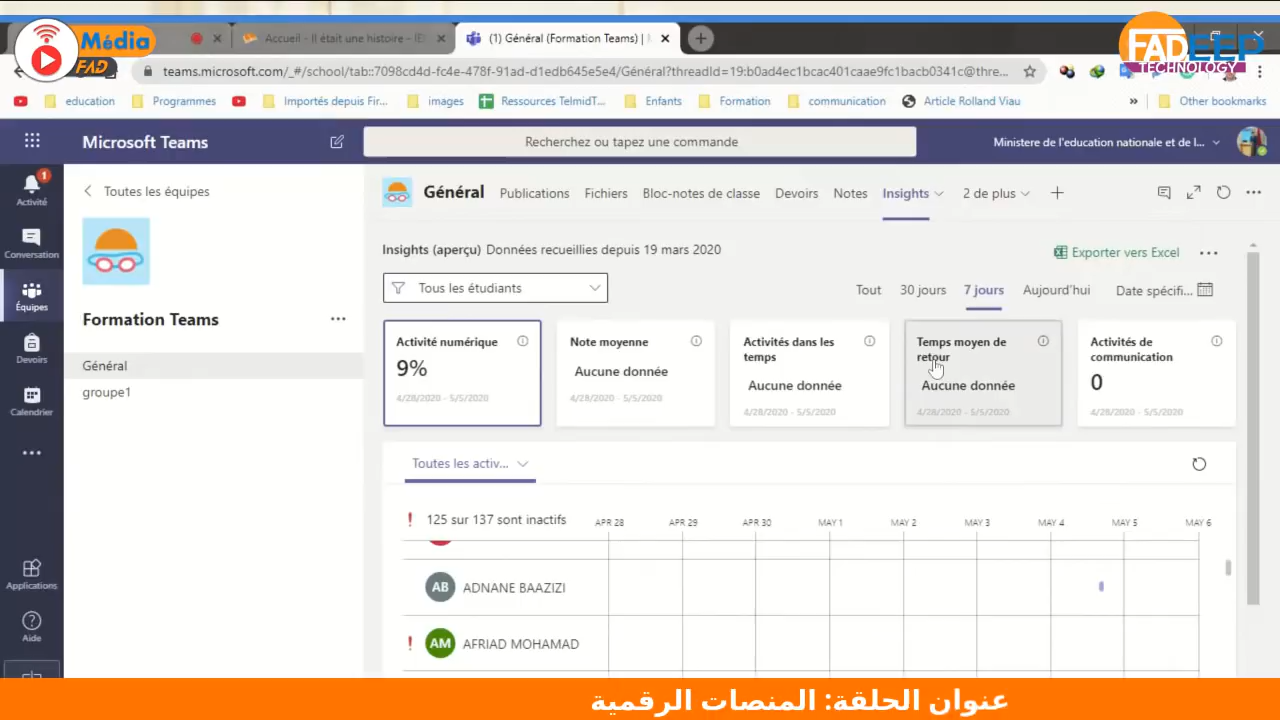 Média
FAD
Accueil - Il était une histoire - IE
(1) Général (Formation Teams) |
FADEEP
TECHNOLOGY
teams.microsoft.com/_#/school/tab::7098cd4d-fc4e-478f-91ad-d1edb645e5e4/Général?threadId=19:b0ad4ec1bcac401caae9fc1bacb0341c@thre...
education
Programmes
Importés depuis Fir...
images
Ressources TelmidT...
Enfants
Formation
communication
Article Rolland Viau
»
Other bookmarks
Microsoft Teams
Recherchez ou tapez une commande
Ministere de l'education nationale et de l...
1
Activité
Conversation
Équipes
Devoirs
Calendrier
Applications
Aide
Toutes les équipes
Formation Teams
Général
groupe1
Général Publications Fichiers Bloc-notes de classe Devoirs Notes Insights 2 de plus
Insights (aperçu) Données recueillies depuis 19 mars 2020
Exporter vers Excel
Tous les étudiants
Tout 30 jours 7 jours Aujourd'hui Date spécifi...
Activité numérique
9%
4/28/2020 - 5/5/2020
Note moyenne
Aucune donnée
4/28/2020 - 5/5/2020
Activités dans les
temps
Aucune donnée
4/28/2020 - 5/5/2020
Temps moyen de
retour
Aucune donnée
4/28/2020 - 5/5/2020
Activités de
communication
0
4/28/2020 - 5/5/2020
Toutes les activ...
! 125 sur 137 sont inactifs
APR 28 APR 29 APR 30 MAY 1 MAY 2 MAY 3 MAY 4 MAY 5 MAY 6
AB ADNANE BAAZIZI
! AM AFRIAD MOHAMAD
عنوان الحلقة: المنصات الرقمية